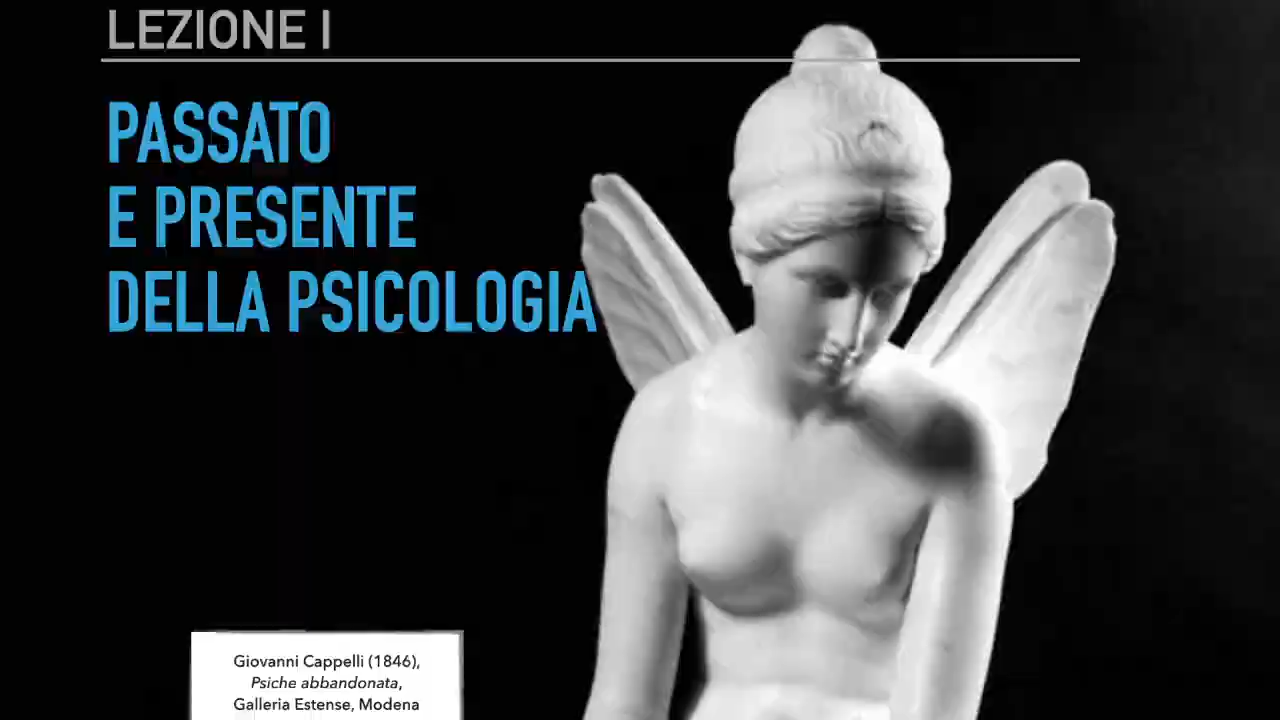 LEZIONE I
PASSATO
E PRESENTE
DELLA PSICOLOGIA
Giovanni Cappelli (1846),
Psiche abbandonata,
Galleria Estense, Modena